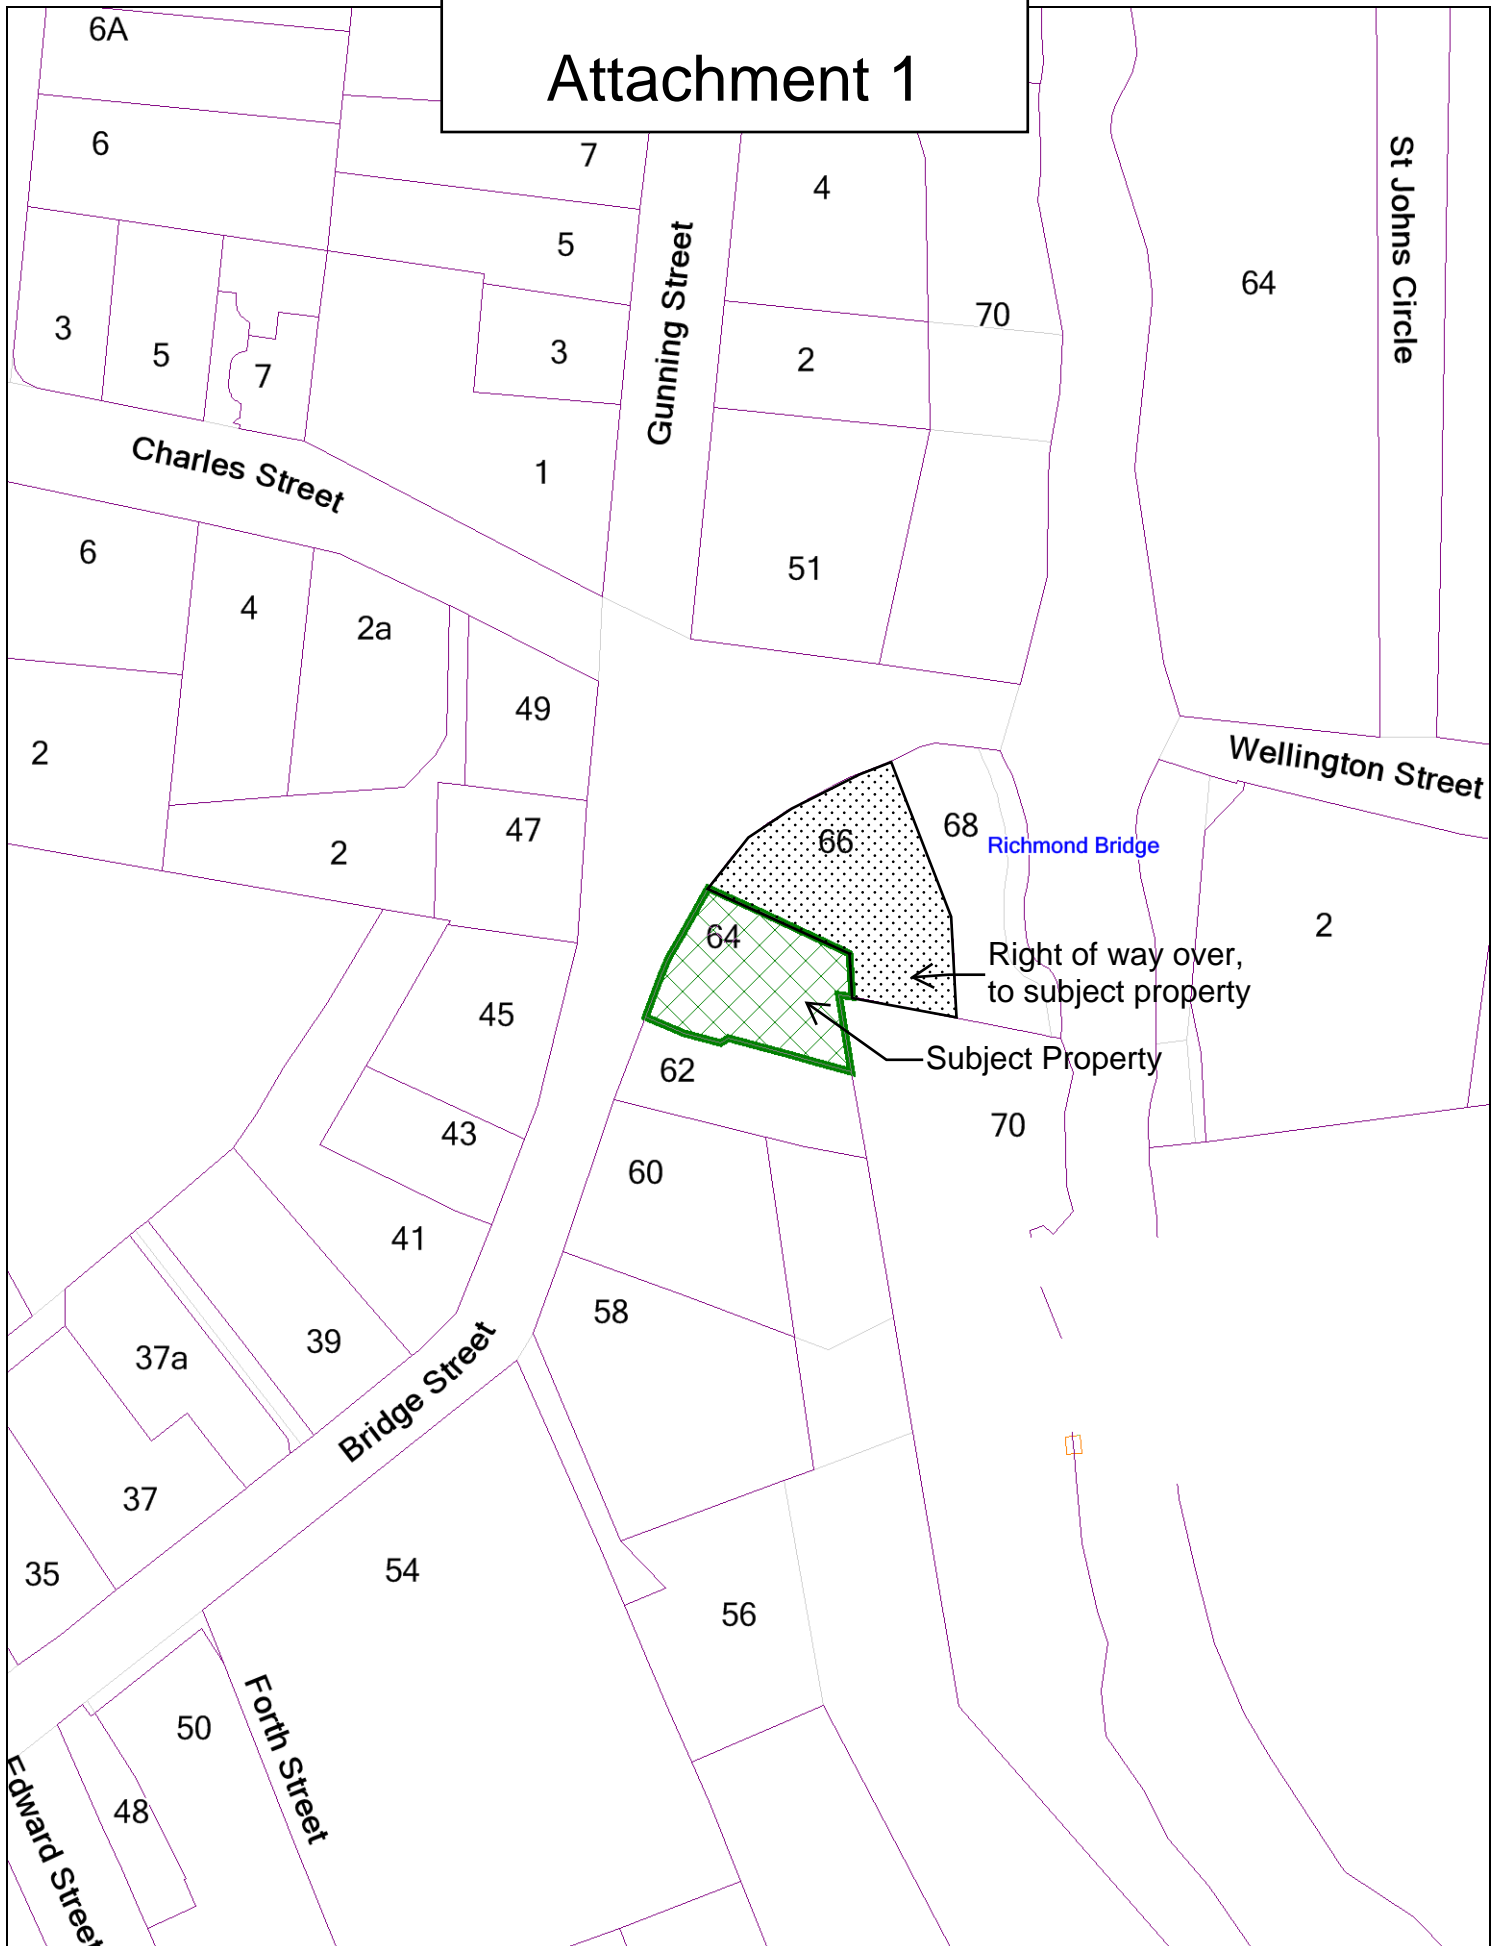 Attachment 1
6A
6
7
4
5
St Johns Circle
Gunning Street
64
70
3
5
7
3
2
Charles Street
1
6
51
4
2a
49
2
Wellington Street
47
2
66
68
Richmond Bridge
64
2
Right of way over,
to subject property
45
Subject Property
62
43
70
60
41
58
39
37a
Bridge Street
37
35
54
56
Forth Street
50
48
Edward Street